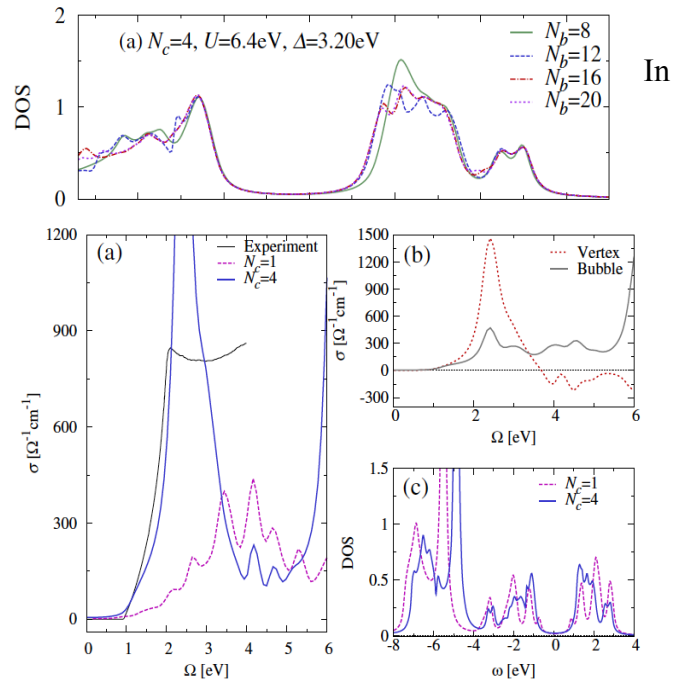 (a) N_c=4, U=6.4eV, Δ=3.20eV
N_b=8
N_b=12
N_b=16
N_b=20
In
DOS
2
1
0
(a)
Experiment
N_c=1
N_c=4
σ [Ω⁻¹cm⁻¹]
1200
900
600
300
0
0 1 2 3 4 5 6
Ω [eV]
(b)
Vertex
Bubble
σ [Ω⁻¹cm⁻¹]
1500
1200
900
600
300
0
-300
0 2 4 6
Ω [eV]
(c)
N_c=1
N_c=4
DOS
1.5
1
0.5
0
-8 -6 -4 -2 0 2 4
ω [eV]